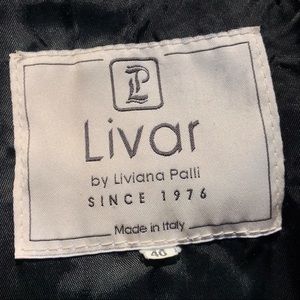 LP
Livar
by Liviana Palli
SINCE 1976
Made in Italy
46